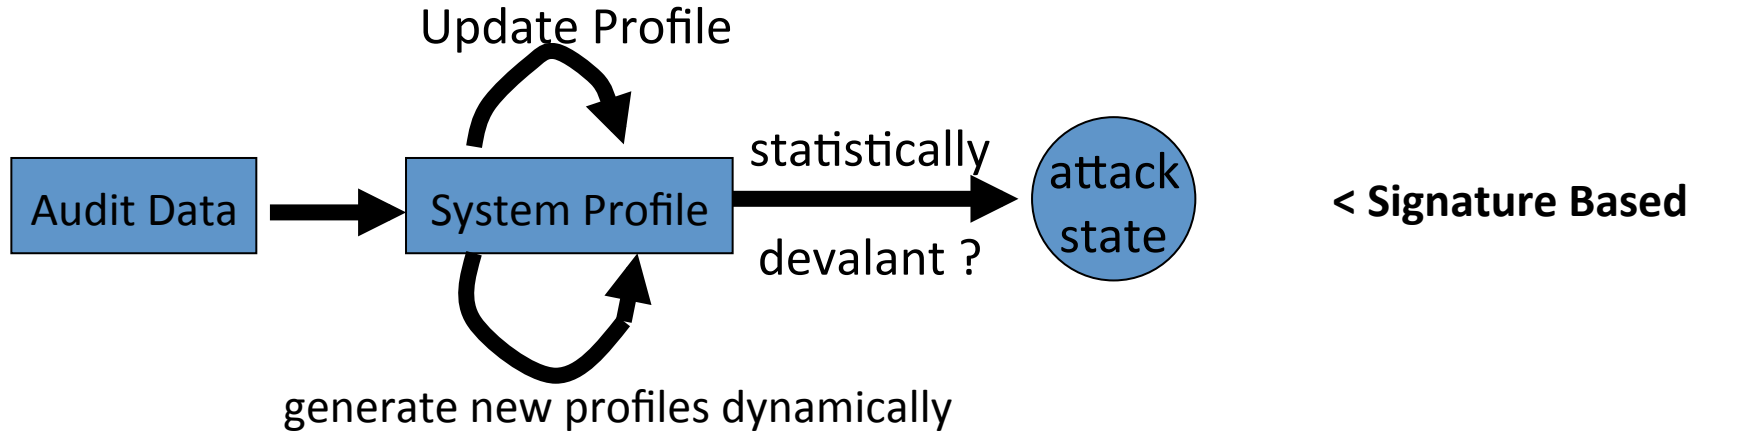 Update Profile
statistically
attack
Audit Data
System Profile
< Signature Based
state
devalant ?
generate new profiles dynamically